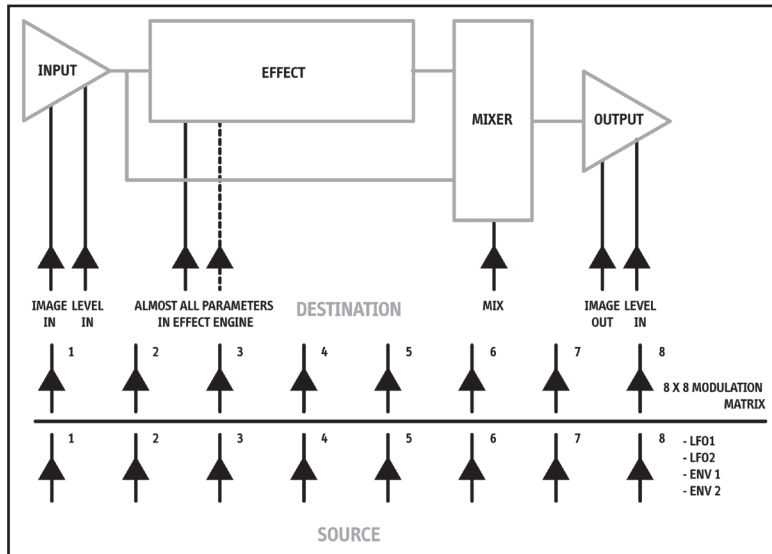 INPUT
EFFECT
MIXER
OUTPUT
IMAGE IN
LEVEL IN
ALMOST ALL PARAMETERS
IN EFFECT ENGINE
DESTINATION
MIX
IMAGE OUT
LEVEL IN
1 2 3 4 5 6 7 8
8 X 8 MODULATION
MATRIX
1 2 3 4 5 6 7 8
- LFO1
- LFO2
- ENV 1
- ENV 2
SOURCE